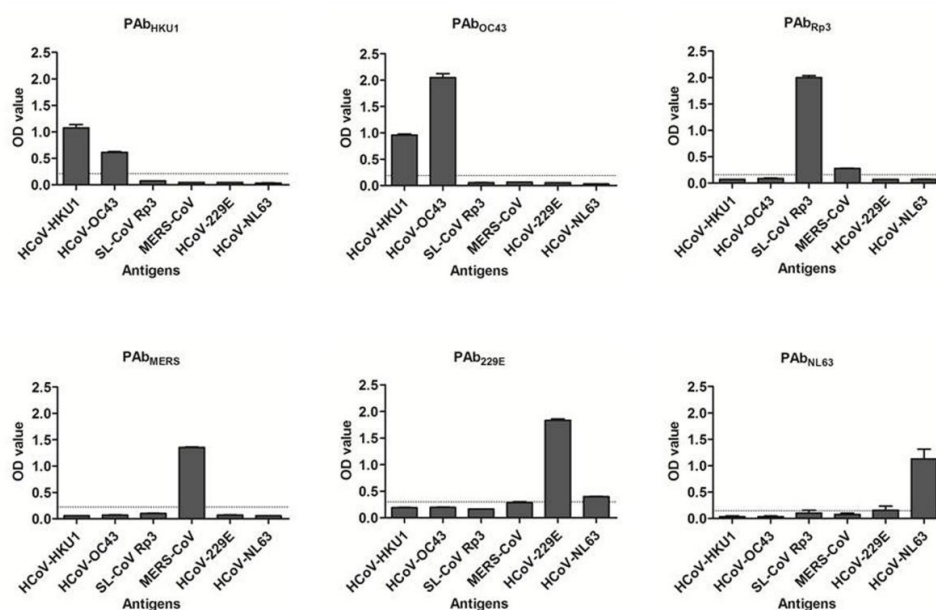 PAbHKU1
OD value
2.5
2.0
1.5
1.0
0.5
0.0
HCoV-HKU1
HCoV-OC43
SL-CoV Rp3
MERS-CoV
HCoV-229E
HCoV-NL63
Antigens
PAbOC43
OD value
2.5
2.0
1.5
1.0
0.5
0.0
HCoV-HKU1
HCoV-OC43
SL-CoV Rp3
MERS-CoV
HCoV-229E
HCoV-NL63
Antigens
PAbRp3
OD value
2.5
2.0
1.5
1.0
0.5
0.0
HCoV-HKU1
HCoV-OC43
SL-CoV Rp3
MERS-CoV
HCoV-229E
HCoV-NL63
Antigens
PAbMERS
OD value
2.5
2.0
1.5
1.0
0.5
0.0
HCoV-HKU1
HCoV-OC43
SL-CoV Rp3
MERS-CoV
HCoV-229E
HCoV-NL63
Antigens
PAb229E
OD value
2.5
2.0
1.5
1.0
0.5
0.0
HCoV-HKU1
HCoV-OC43
SL-CoV Rp3
MERS-CoV
HCoV-229E
HCoV-NL63
Antigens
PAbNL63
OD value
2.5
2.0
1.5
1.0
0.5
0.0
HCoV-HKU1
HCoV-OC43
SL-CoV Rp3
MERS-CoV
HCoV-229E
HCoV-NL63
Antigens